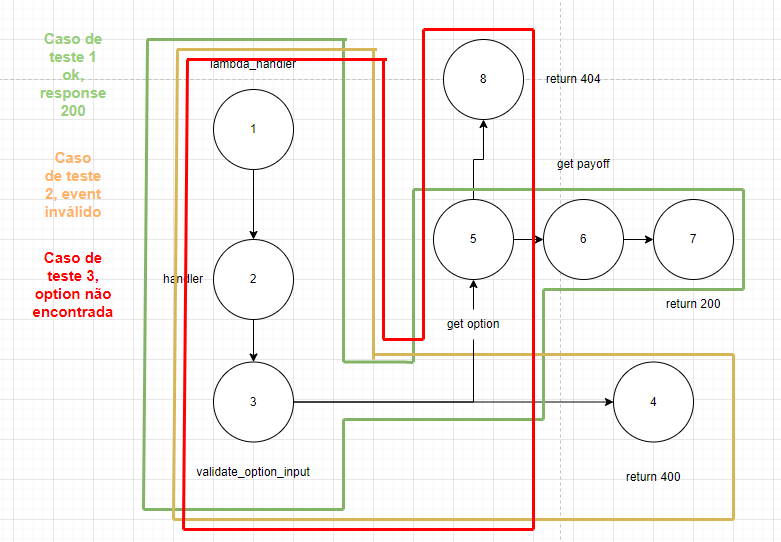 Caso de
teste 1
ok,
response
200
Caso
de teste
2, event
inválido
Caso de
teste 3,
option não
encontrada
lambda_handler
1
handler
2
3
validate_option_input
8
return 404
get payoff
5
6
7
return 200
get option
4
return 400